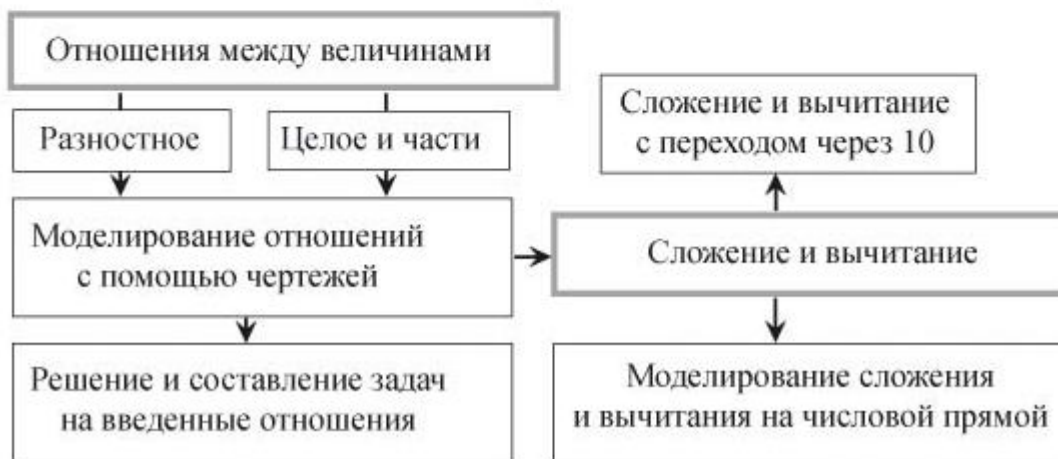 Отношения между величинами
Разностное
Целое и части
Моделирование отношений
с помощью чертежей
Решение и составление задач
на введенные отношения
Сложение и вычитание
с переходом через 10
Сложение и вычитание
Моделирование сложения
и вычитания на числовой прямой